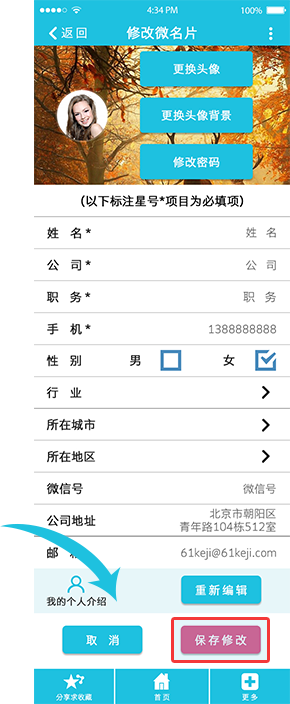 4:34 PM 100%
返回 修改微名片
更换头像
更换头像背景
修改密码
(以下标注星号*项目为必填项)
姓 名* 姓 名
公 司* 公 司
职 务* 职 务
手 机* 1388888888
性 别 男 女
行 业
所在城市
所在地区
微信号 微信号
公司地址 北京市朝阳区
青年路104栋512室
邮 61keji@61keji.com
我的个人介绍 重新编辑
取 消 保存修改
分享求收藏 首页 更多